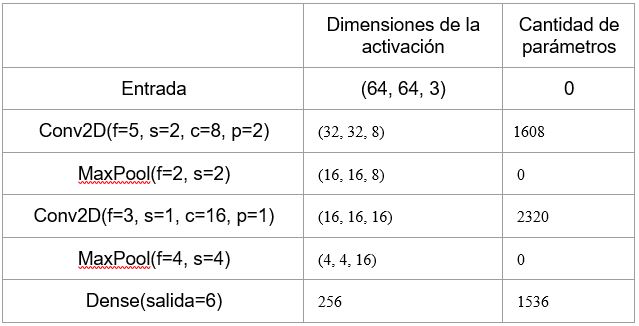 Dimensiones de la
activación
Cantidad de
parámetros
Entrada
(64, 64, 3)
0
Conv2D(f=5, s=2, c=8, p=2)
(32, 32, 8)
1608
MaxPool(f=2, s=2)
(16, 16, 8)
0
Conv2D(f=3, s=1, c=16, p=1)
(16, 16, 16)
2320
MaxPool(f=4, s=4)
(4, 4, 16)
0
Dense(salida=6)
256
1536